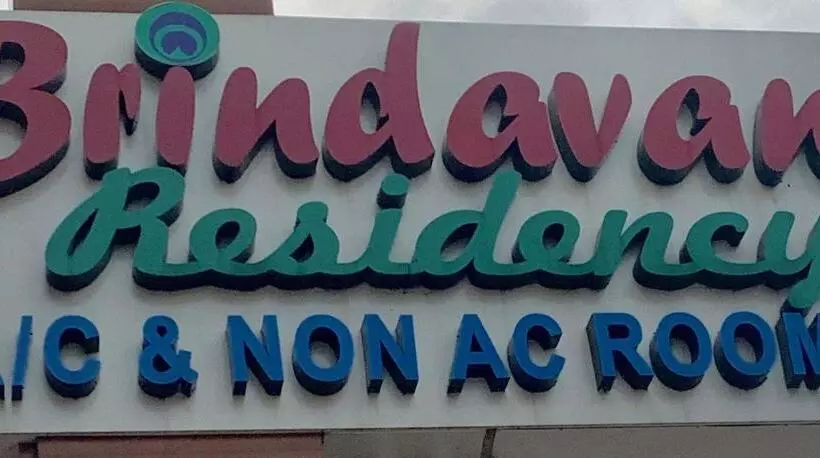 Brindavan
Residency
A/C & NON AC ROOM